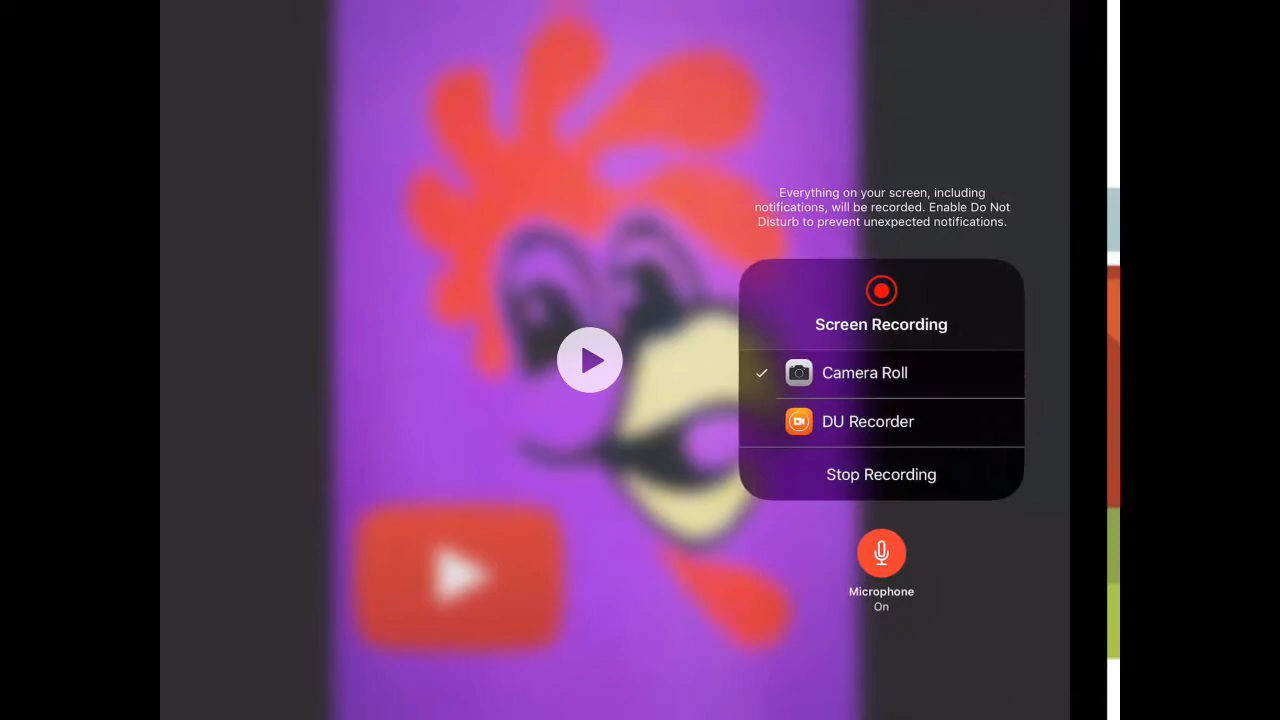 Everything on your screen, including
notifications, will be recorded. Enable Do Not
Disturb to prevent unexpected notifications.
Screen Recording
Camera Roll
DU Recorder
Stop Recording
Microphone
On